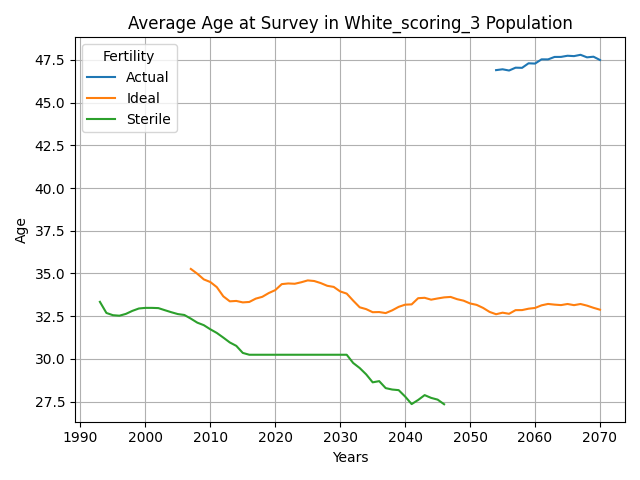 Average Age at Survey in White_scoring_3 Population
Fertility
Actual
Ideal
Sterile
47.5
45.0
42.5
40.0
37.5
35.0
32.5
30.0
27.5
Age
1990 2000 2010 2020 2030 2040 2050 2060 2070
Years